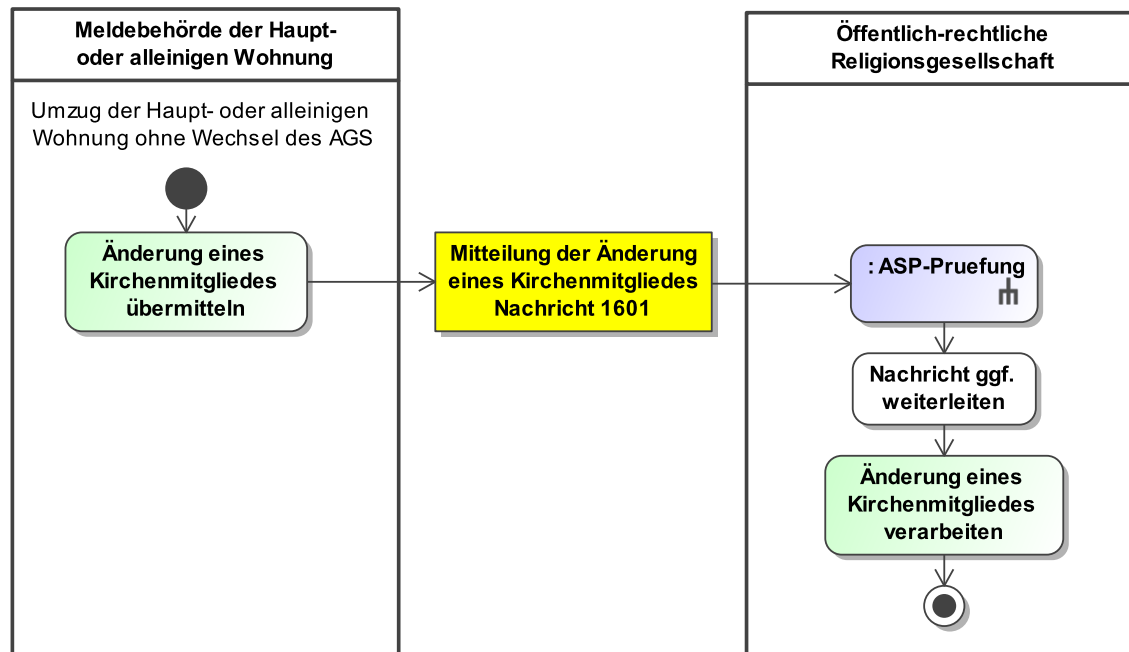 Meldebehörde der Haupt-
oder alleinigen Wohnung
Umzug der Haupt- oder alleinigen
Wohnung ohne Wechsel des AGS
Änderung eines
Kirchenmitgliedes
übermitteln
Mitteilung der Änderung
eines Kirchenmitgliedes
Nachricht 1601
Öffentlich-rechtliche
Religionsgesellschaft
: ASP-Pruefung
Nachricht ggf.
weiterleiten
Änderung eines
Kirchenmitgliedes
verarbeiten